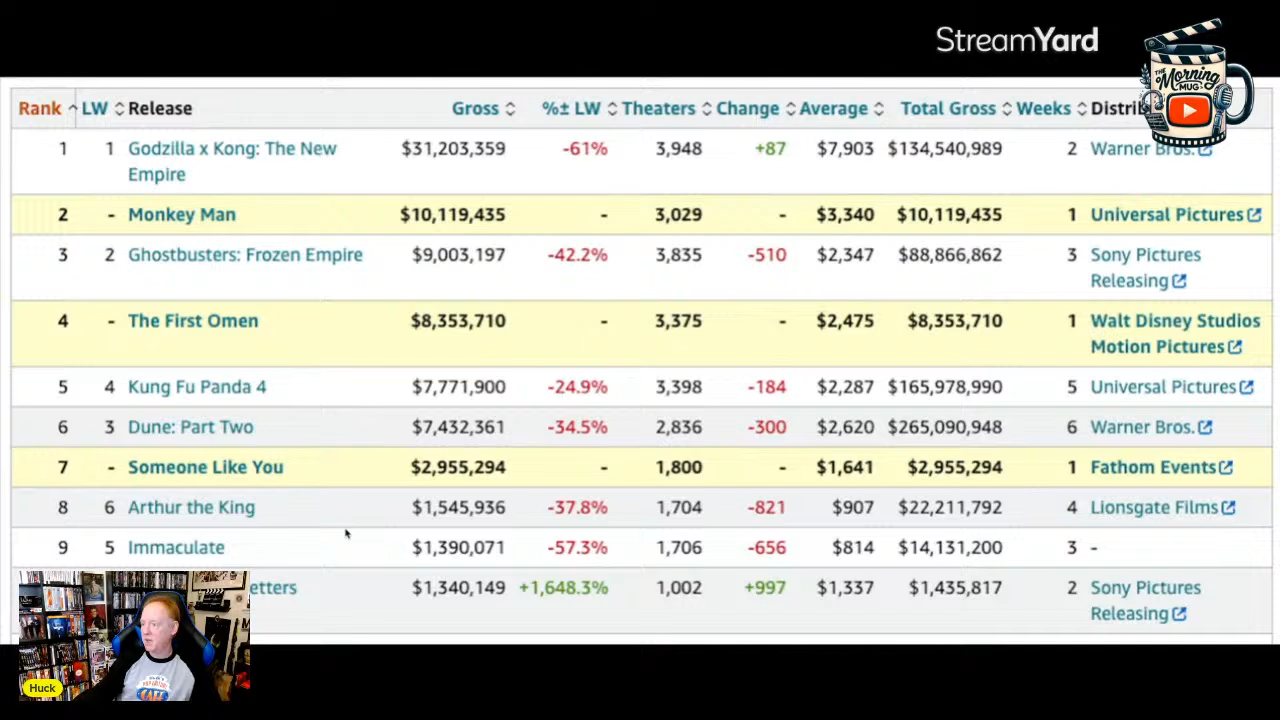 StreamYard
THE
Morning
MUG
Rank LW Release Gross %± LW Theaters Change Average Total Gross Weeks Distrib
1 1 Godzilla x Kong: The New $31,203,359 -61% 3,948 +87 $7,903 $134,540,989 2 Warner Bros.
Empire
2 - Monkey Man $10,119,435 - 3,029 - $3,340 $10,119,435 1 Universal Pictures
3 2 Ghostbusters: Frozen Empire $9,003,197 -42.2% 3,835 -510 $2,347 $88,866,862 3 Sony Pictures
Releasing
4 - The First Omen $8,353,710 - 3,375 - $2,475 $8,353,710 1 Walt Disney Studios
Motion Pictures
5 4 Kung Fu Panda 4 $7,771,900 -24.9% 3,398 -184 $2,287 $165,978,990 5 Universal Pictures
6 3 Dune: Part Two $7,432,361 -34.5% 2,836 -300 $2,620 $265,090,948 6 Warner Bros.
7 - Someone Like You $2,955,294 - 1,800 - $1,641 $2,955,294 1 Fathom Events
8 6 Arthur the King $1,545,936 -37.8% 1,704 -821 $907 $22,211,792 4 Lionsgate Films
9 5 Immaculate $1,390,071 -57.3% 1,706 -656 $814 $14,131,200 3 -
etters $1,340,149 +1,648.3% 1,002 +997 $1,337 $1,435,817 2 Sony Pictures
Releasing
Huck